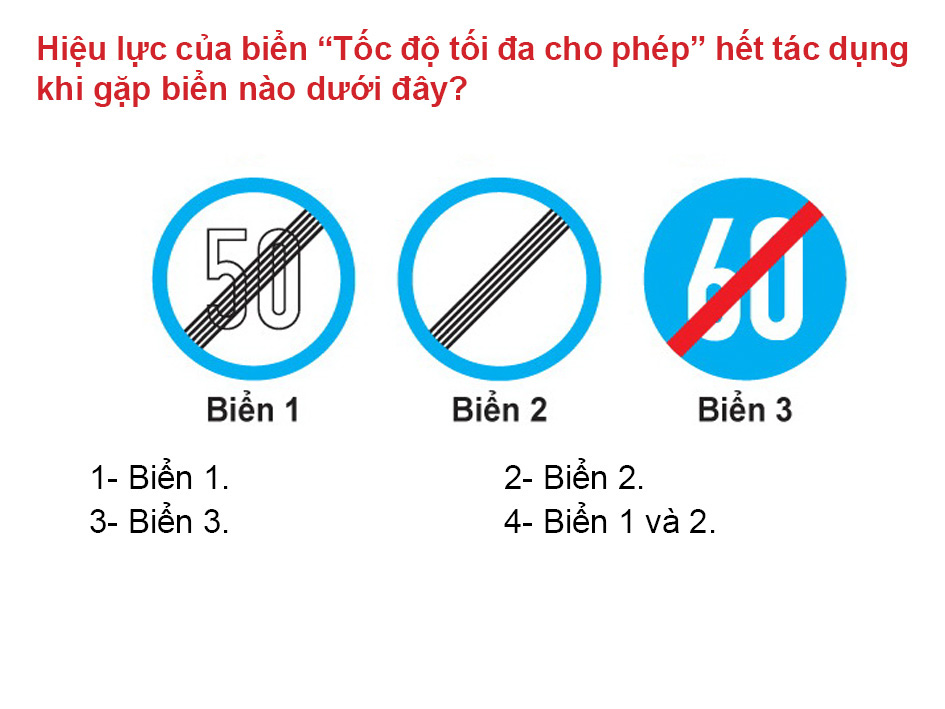 Hiệu lực của biển “Tốc độ tối đa cho phép” hết tác dụng
khi gặp biển nào dưới đây?
50
60
Biển 1
Biển 2
Biển 3
1- Biển 1.
2- Biển 2.
3- Biển 3.
4- Biển 1 và 2.